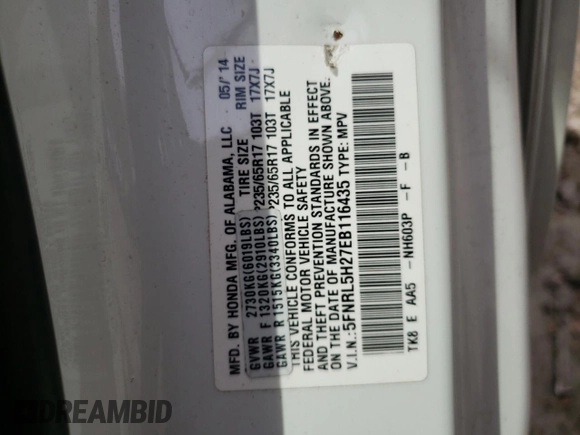 MFD. BY HONDA MFG. OF ALABAMA, LLC 05/'14
TIRE SIZE RIM SIZE
GVWR 2730KG(6019LBS)
GAWR F 1320KG(2910LBS) P235/65R17 103T 17X7J
GAWR R 1515KG(3340LBS) P235/65R17 103T 17X7J
THIS VEHICLE CONFORMS TO ALL APPLICABLE
FEDERAL MOTOR VEHICLE SAFETY
AND THEFT PREVENTION STANDARDS IN EFFECT
ON THE DATE OF MANUFACTURE SHOWN ABOVE.
V.I.N.: 5FNRL5H27EB116435 TYPE: MPV
TK8 E AA5 -NH603P -F -B
DREAMBID